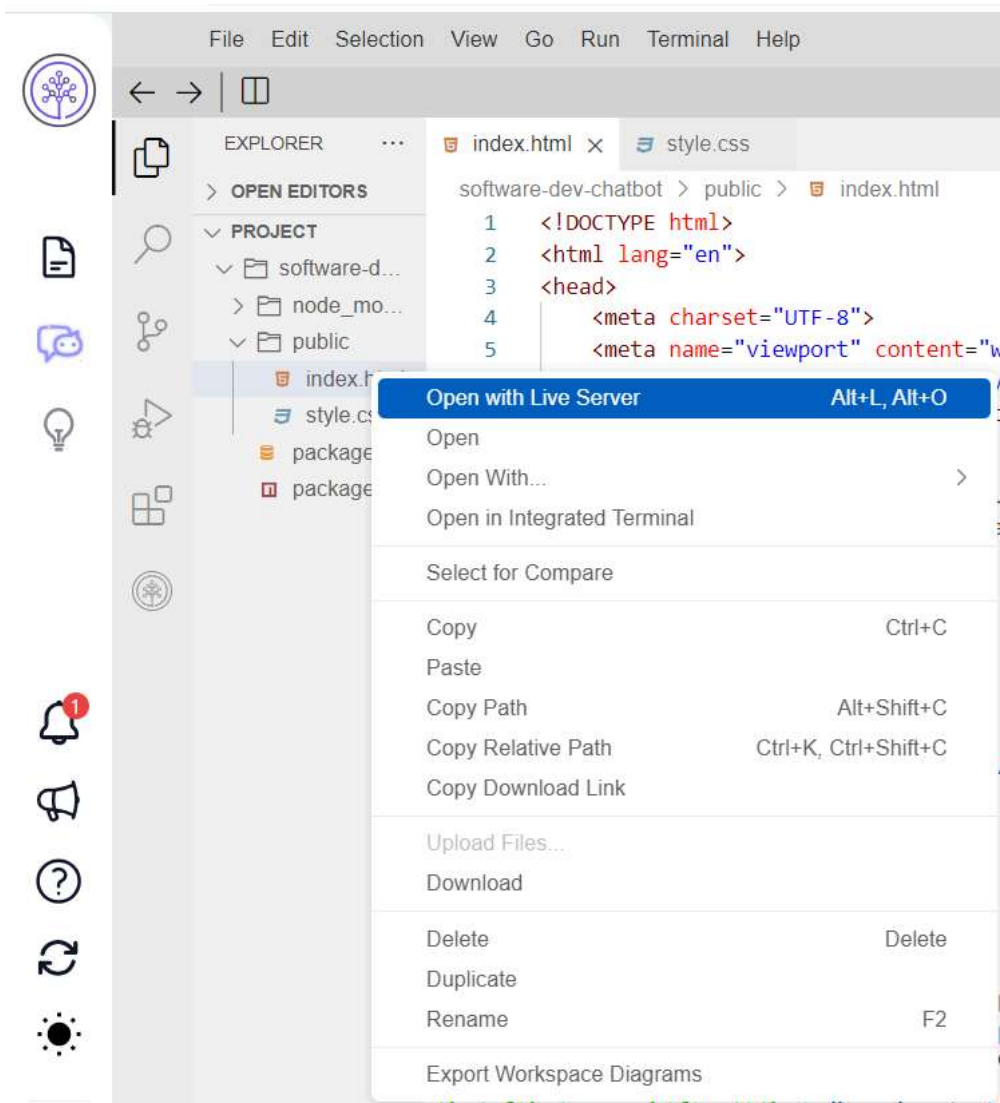 File Edit Selection View Go Run Terminal Help
EXPLORER ... index.html × style.css
> OPEN EDITORS
software-dev-chatbot > public > index.html
PROJECT
software-d...
node_mo...
public
index.h
style.c
package
package
1 <!DOCTYPE html>
2 <html lang="en">
3 <head>
4 <meta charset="UTF-8">
5 <meta name="viewport" content="w
Open with Live Server Alt+L, Alt+O
Open
Open With...
Open in Integrated Terminal
Select for Compare
Copy Ctrl+C
Paste
Copy Path Alt+Shift+C
Copy Relative Path Ctrl+K, Ctrl+Shift+C
Copy Download Link
Upload Files...
Download
Delete Delete
Duplicate
Rename F2
Export Workspace Diagrams
1